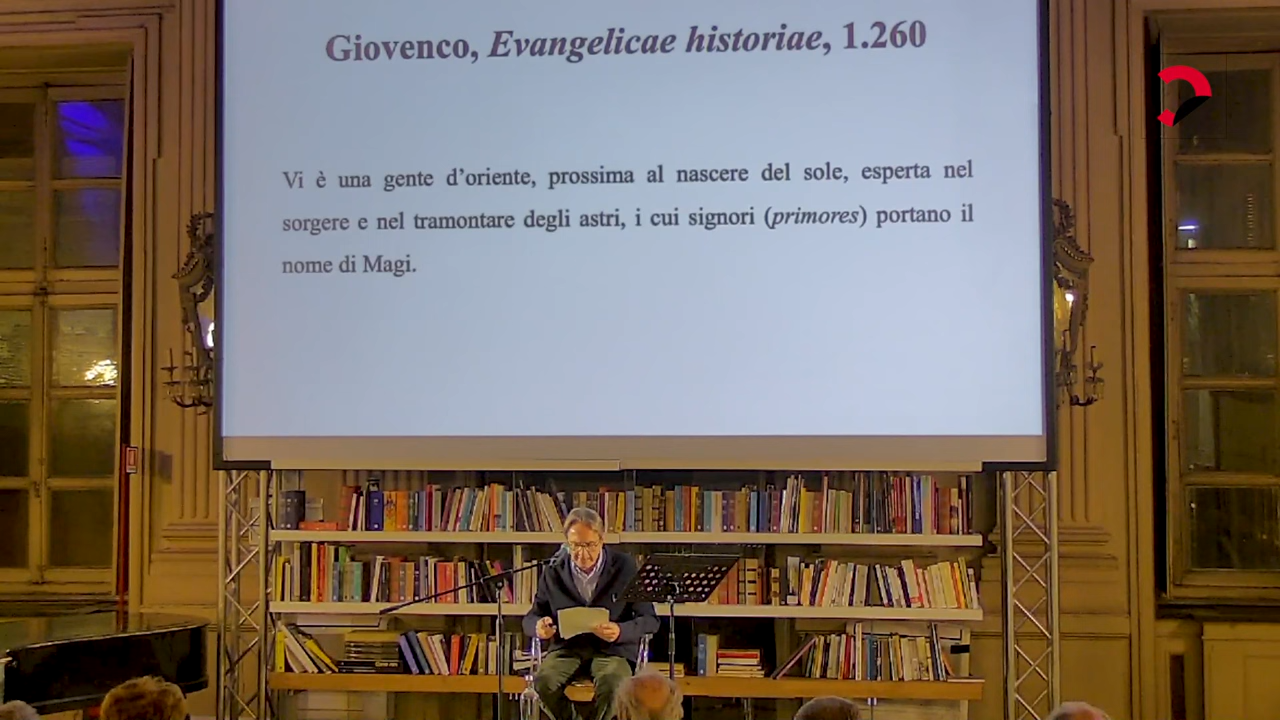 Giovenco, Evangelicae historiae, 1.260
Vi è una gente d'oriente, prossima al nascere del sole, esperta nel
sorgere e nel tramontare degli astri, i cui signori (primores) portano il
nome di Magi.